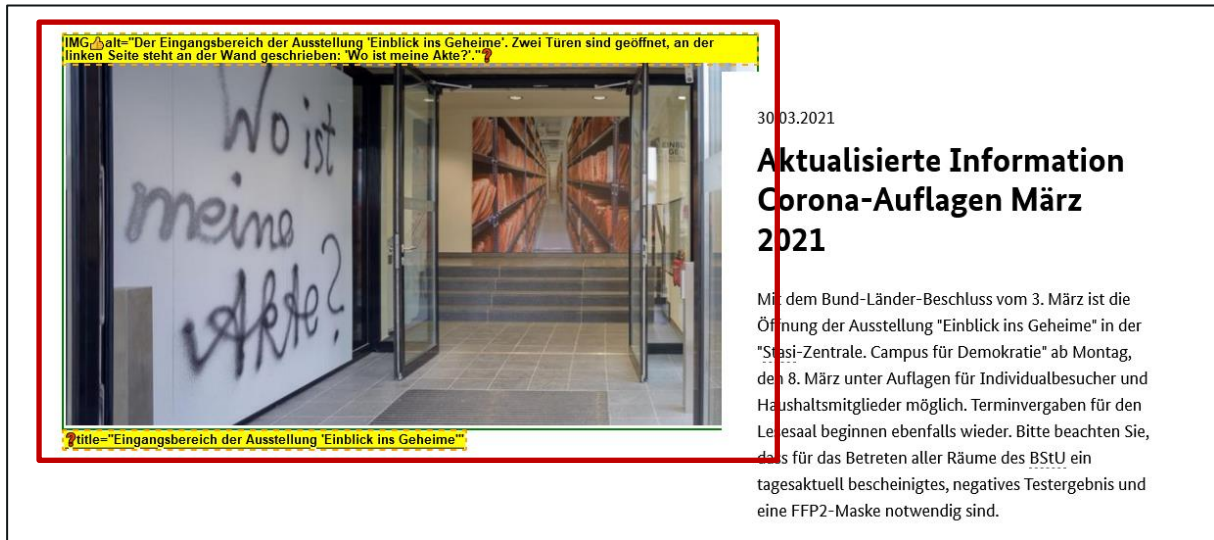 IMG alt="Der Eingangsbereich der Ausstellung 'Einblick ins Geheime'. Zwei Türen sind geöffnet, an der
linken Seite steht an der Wand geschrieben: 'Wo ist meine Akte?'."
Wo ist
meine
Akte?
title="Eingangsbereich der Ausstellung 'Einblick ins Geheime'"
30.03.2021
Aktualisierte Information
Corona-Auflagen März
2021
Mit dem Bund-Länder-Beschluss vom 3. März ist die
Öffnung der Ausstellung "Einblick ins Geheime" in der
"Stasi-Zentrale. Campus für Demokratie" ab Montag,
den 8. März unter Auflagen für Individualbesucher und
Haushaltsmitglieder möglich. Terminvergaben für den
Lesesaal beginnen ebenfalls wieder. Bitte beachten Sie,
dass für das Betreten aller Räume des BStU ein
tagesaktuell bescheinigtes, negatives Testergebnis und
eine FFP2-Maske notwendig sind.